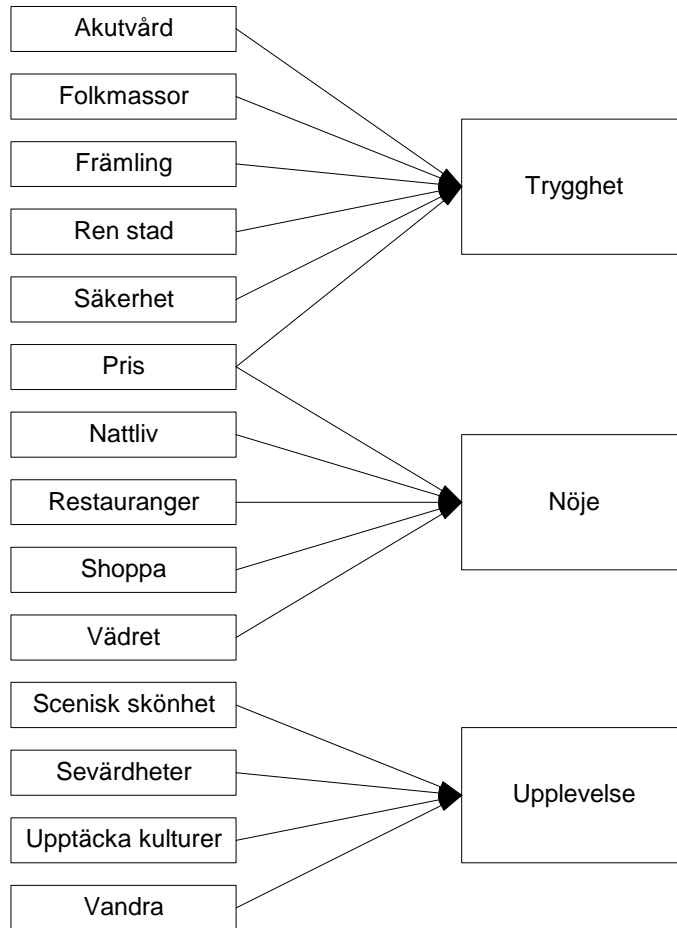 Akutvård
Folkmassor
Främling
Ren stad
Säkerhet
Pris
Nattliv
Restauranger
Shoppa
Vädret
Scenisk skönhet
Sevärdheter
Upptäcka kulturer
Vandra
Trygghet
Nöje
Upplevelse